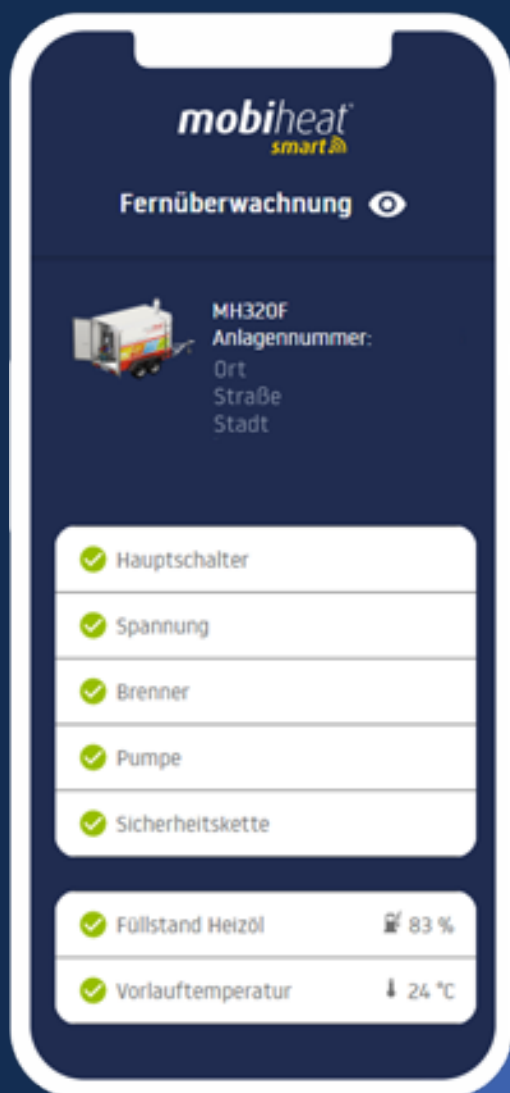 mobiheat
smart
Fernüberwachnung
MH320F
Anlagennummer:
Ort
Straße
Stadt
Hauptschalter
Spannung
Brenner
Pumpe
Sicherheitskette
Füllstand Heizöl 83 %
Vorlauftemperatur 24 °C